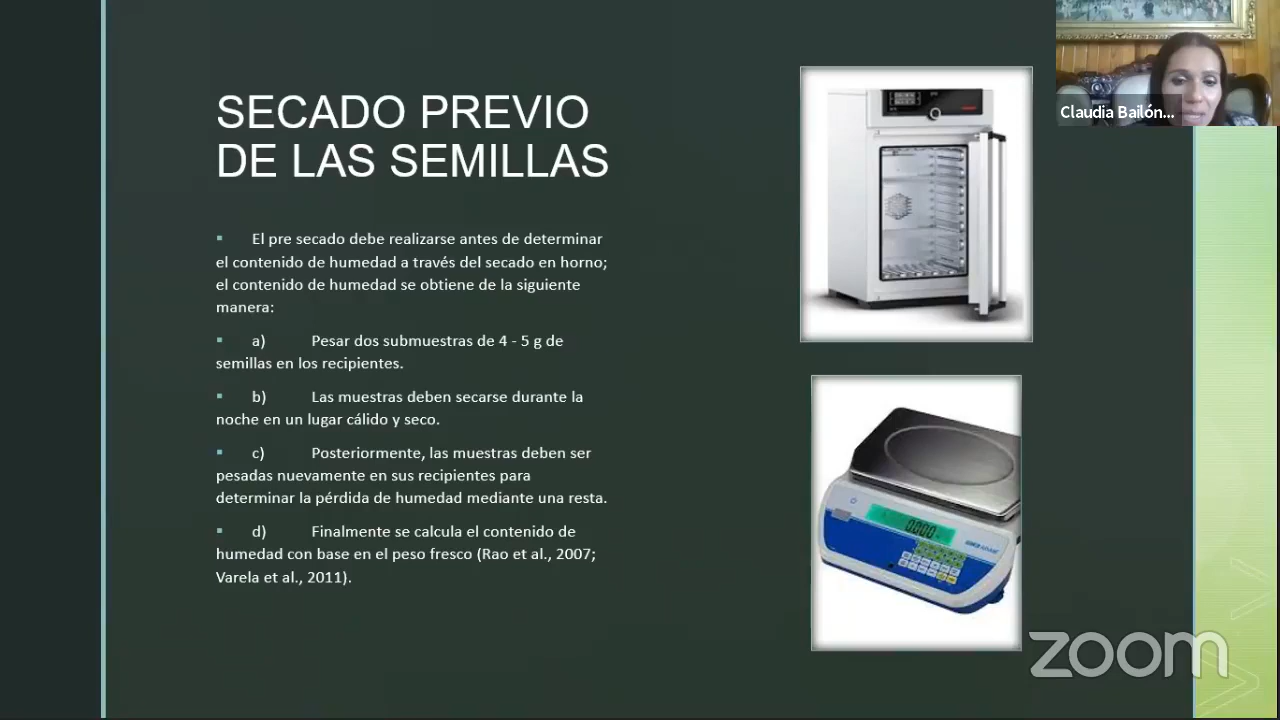 SECADO PREVIO
DE LAS SEMILLAS
▪ El pre secado debe realizarse antes de determinar
el contenido de humedad a través del secado en horno;
el contenido de humedad se obtiene de la siguiente
manera:
▪ a) Pesar dos submuestras de 4 - 5 g de
semillas en los recipientes.
▪ b) Las muestras deben secarse durante la
noche en un lugar cálido y seco.
▪ c) Posteriormente, las muestras deben ser
pesadas nuevamente en sus recipientes para
determinar la pérdida de humedad mediante una resta.
▪ d) Finalmente se calcula el contenido de
humedad con base en el peso fresco (Rao et al., 2007;
Varela et al., 2011).
Claudia Bailón...
0.000
zoom